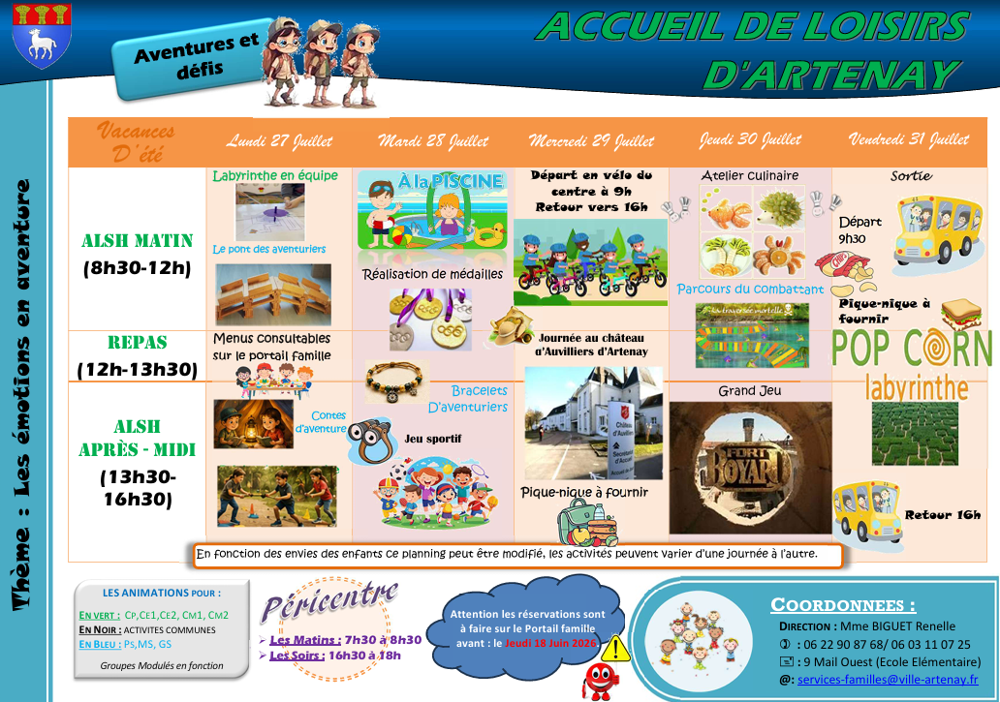 Aventures et
défis
ACCUEIL DE LOISIRS
D'ARTENAY
Thème : Les émotions en aventure
Vacances
D'été
Lundi 27 Juillet
Mardi 28 Juillet
Mercredi 29 Juillet
Jeudi 30 Juillet
Vendredi 31 Juillet
ALSH MATIN
(8h30-12h)
Labyrinthe en équipe
Le pont des aventuriers
À la PISCINE
Réalisation de médailles
Départ en vélo du
centre à 9h
Retour vers 16h
Journée au château
d'Auvilliers d'Artenay
Atelier culinaire
Parcours du combattant
La traversée mortelle
Sortie
Départ
9h30
CHIPS
Pique-nique à
fournir
REPAS
(12h-13h30)
Menus consultables
sur le portail famille
POP CORN
labyrinthe
ALSH
APRÈS - MIDI
(13h30-
16h30)
Contes
d'aventure
Bracelets
D'aventuriers
Jeu sportif
Château
d'Auvilliers
Secrétariat
d'Accueil
Pique-nique à fournir
Grand Jeu
FORT
BOYARD
Retour 16h
En fonction des envies des enfants ce planning peut être modifié, les activités peuvent varier d'une journée à l'autre.
LES ANIMATIONS POUR :
EN VERT : CP,CE1,CE2, CM1, CM2
EN NOIR : ACTIVITES COMMUNES
EN BLEU : PS,MS, GS
Groupes Modulés en fonction
Péricentre
Les Matins : 7h30 à 8h30
Les Soirs : 16h30 à 18h
Attention les réservations sont
à faire sur le Portail famille
avant : le Jeudi 18 Juin 2026
COORDONNEES :
DIRECTION : Mme BIGUET Renelle
: 06 22 90 87 68/ 06 03 11 07 25
: 9 Mail Ouest (Ecole Elémentaire)
@: services-familles@ville-artenay.fr